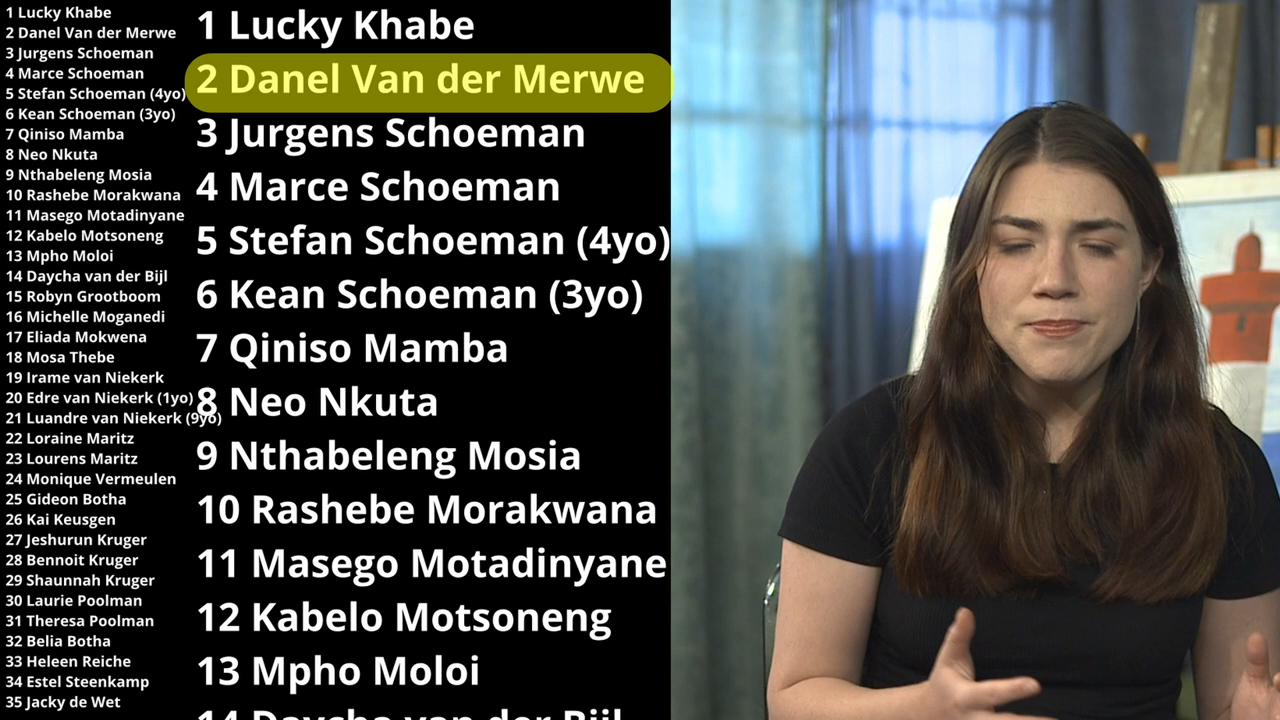 1 Lucky Khabe
2 Danel Van der Merwe
3 Jurgens Schoeman
4 Marce Schoeman
5 Stefan Schoeman (4yo)
6 Kean Schoeman (3yo)
7 Qiniso Mamba
8 Neo Nkuta
9 Nthabeleng Mosia
10 Rashebe Morakwana
11 Masego Motadinyane
12 Kabelo Motsoneng
13 Mpho Moloi
14 Daycha van der Bijl
15 Robyn Grootboom
16 Michelle Moganedi
17 Eliada Mokwena
18 Mosa Thebe
19 Irame van Niekerk
20 Edre van Niekerk (1yo)
21 Luandre van Niekerk (9yo)
22 Loraine Maritz
23 Lourens Maritz
24 Monique Vermeulen
25 Gideon Botha
26 Kai Keusgen
27 Jeshurun Kruger
28 Bennoit Kruger
29 Shaunnah Kruger
30 Laurie Poolman
31 Theresa Poolman
32 Belia Botha
33 Heleen Reiche
34 Estel Steenkamp
35 Jacky de Wet
1 Lucky Khabe
2 Danel Van der Merwe
3 Jurgens Schoeman
4 Marce Schoeman
5 Stefan Schoeman (4yo)
6 Kean Schoeman (3yo)
7 Qiniso Mamba
8 Neo Nkuta
9 Nthabeleng Mosia
10 Rashebe Morakwana
11 Masego Motadinyane
12 Kabelo Motsoneng
13 Mpho Moloi
14 Daycha van der Bijl